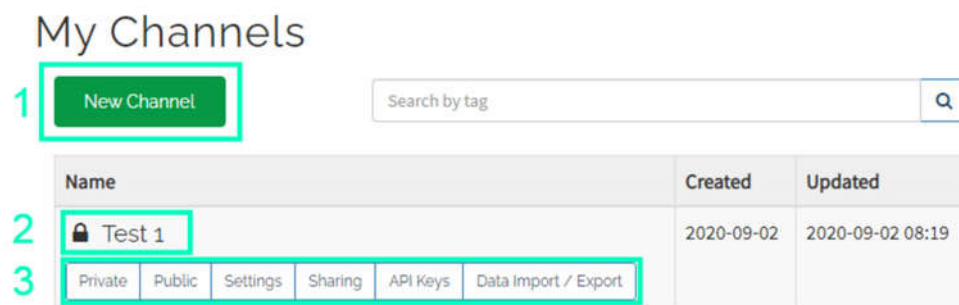 My Channels
1 New Channel Search by tag
Name Created Updated
2 Test 1 2020-09-02 2020-09-02 08:19
3 Private Public Settings Sharing API Keys Data Import / Export